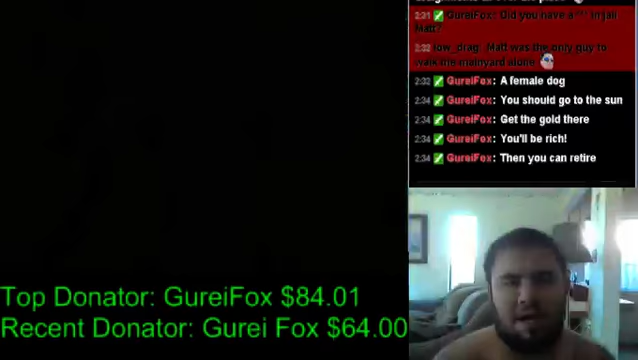 2:31 GureiFox: Did you have a *** in jail
Matt?
2:32 low_drag: Matt was the only guy to
walk the mainyard alone
2:32 GureiFox: A female dog
2:34 GureiFox: You should go to the sun
2:34 GureiFox: Get the gold there
2:34 GureiFox: You'll be rich!
2:34 GureiFox: Then you can retire
Top Donator: GureiFox $84.01
Recent Donator: Gurei Fox $64.00